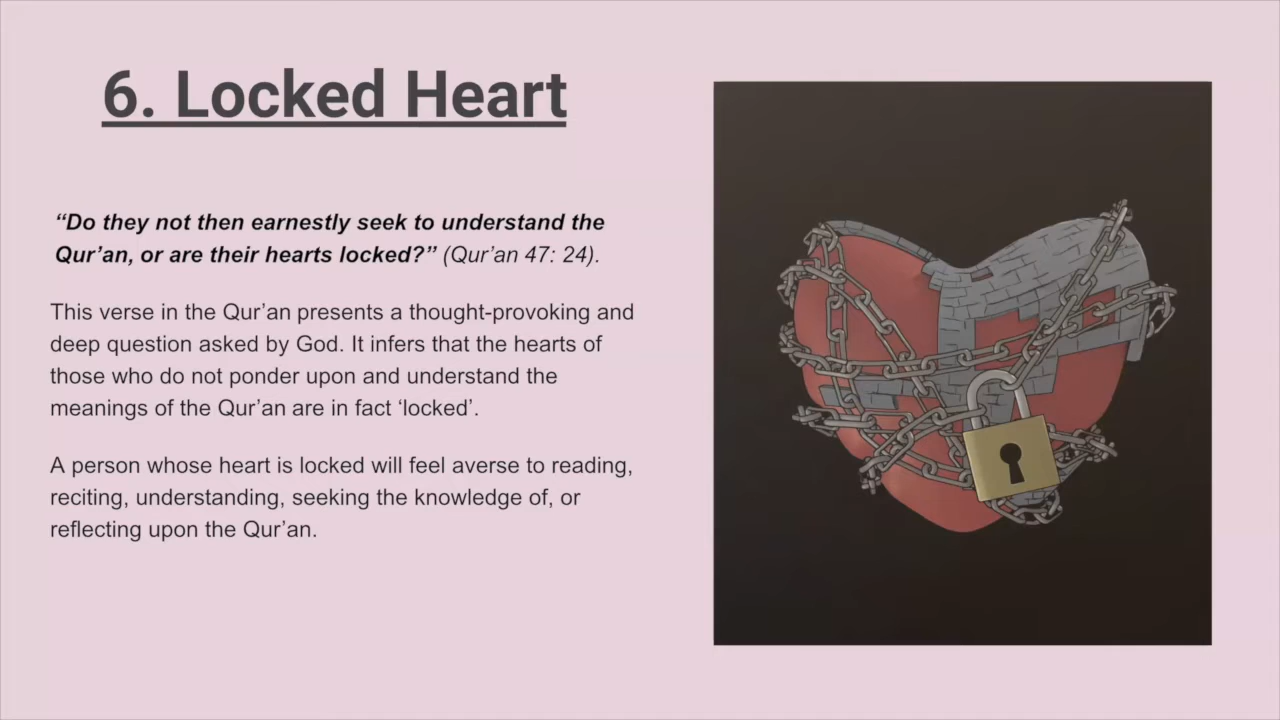 6. Locked Heart
“Do they not then earnestly seek to understand the
Qur’an, or are their hearts locked?” (Qur’an 47: 24).
This verse in the Qur’an presents a thought-provoking and
deep question asked by God. It infers that the hearts of
those who do not ponder upon and understand the
meanings of the Qur’an are in fact ‘locked’.
A person whose heart is locked will feel averse to reading,
reciting, understanding, seeking the knowledge of, or
reflecting upon the Qur’an.